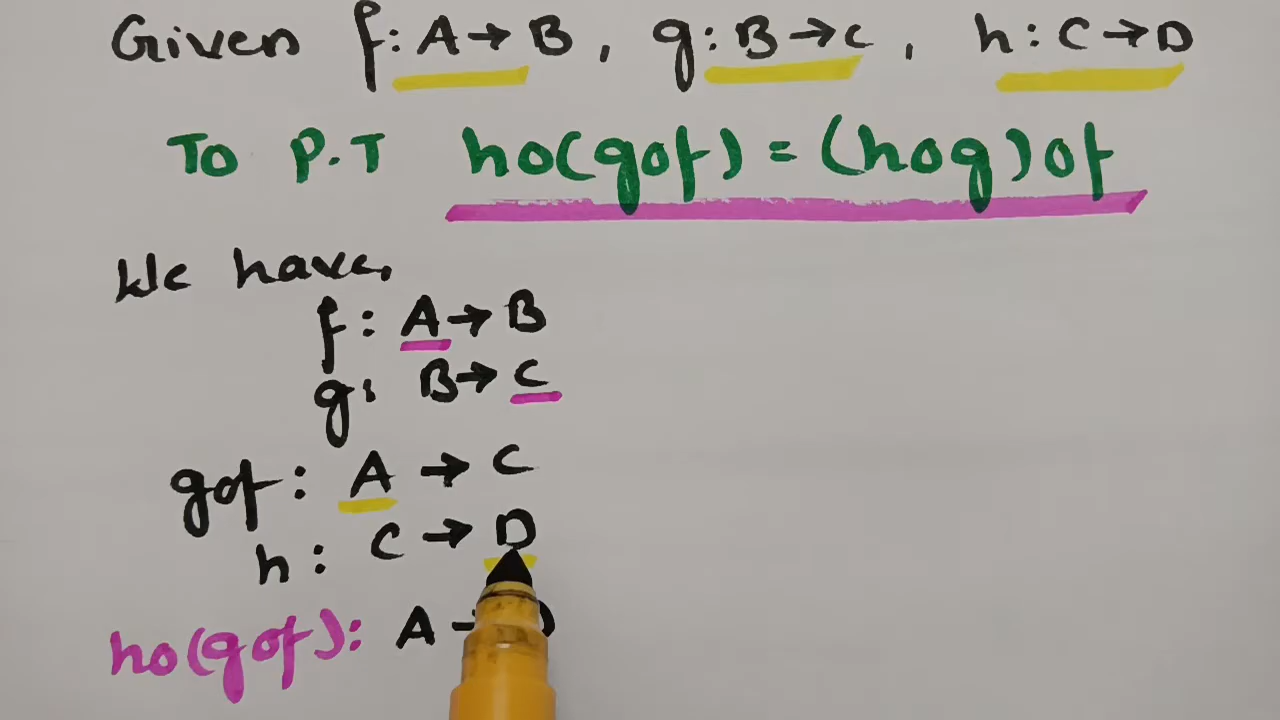 Given f: A→B, g: B→C, h: C→D
To P.T ho(gof) = (hog)of
We have,
f: A→B
g: B→C
gof: A → C
h: C → D
ho(gof): A → D